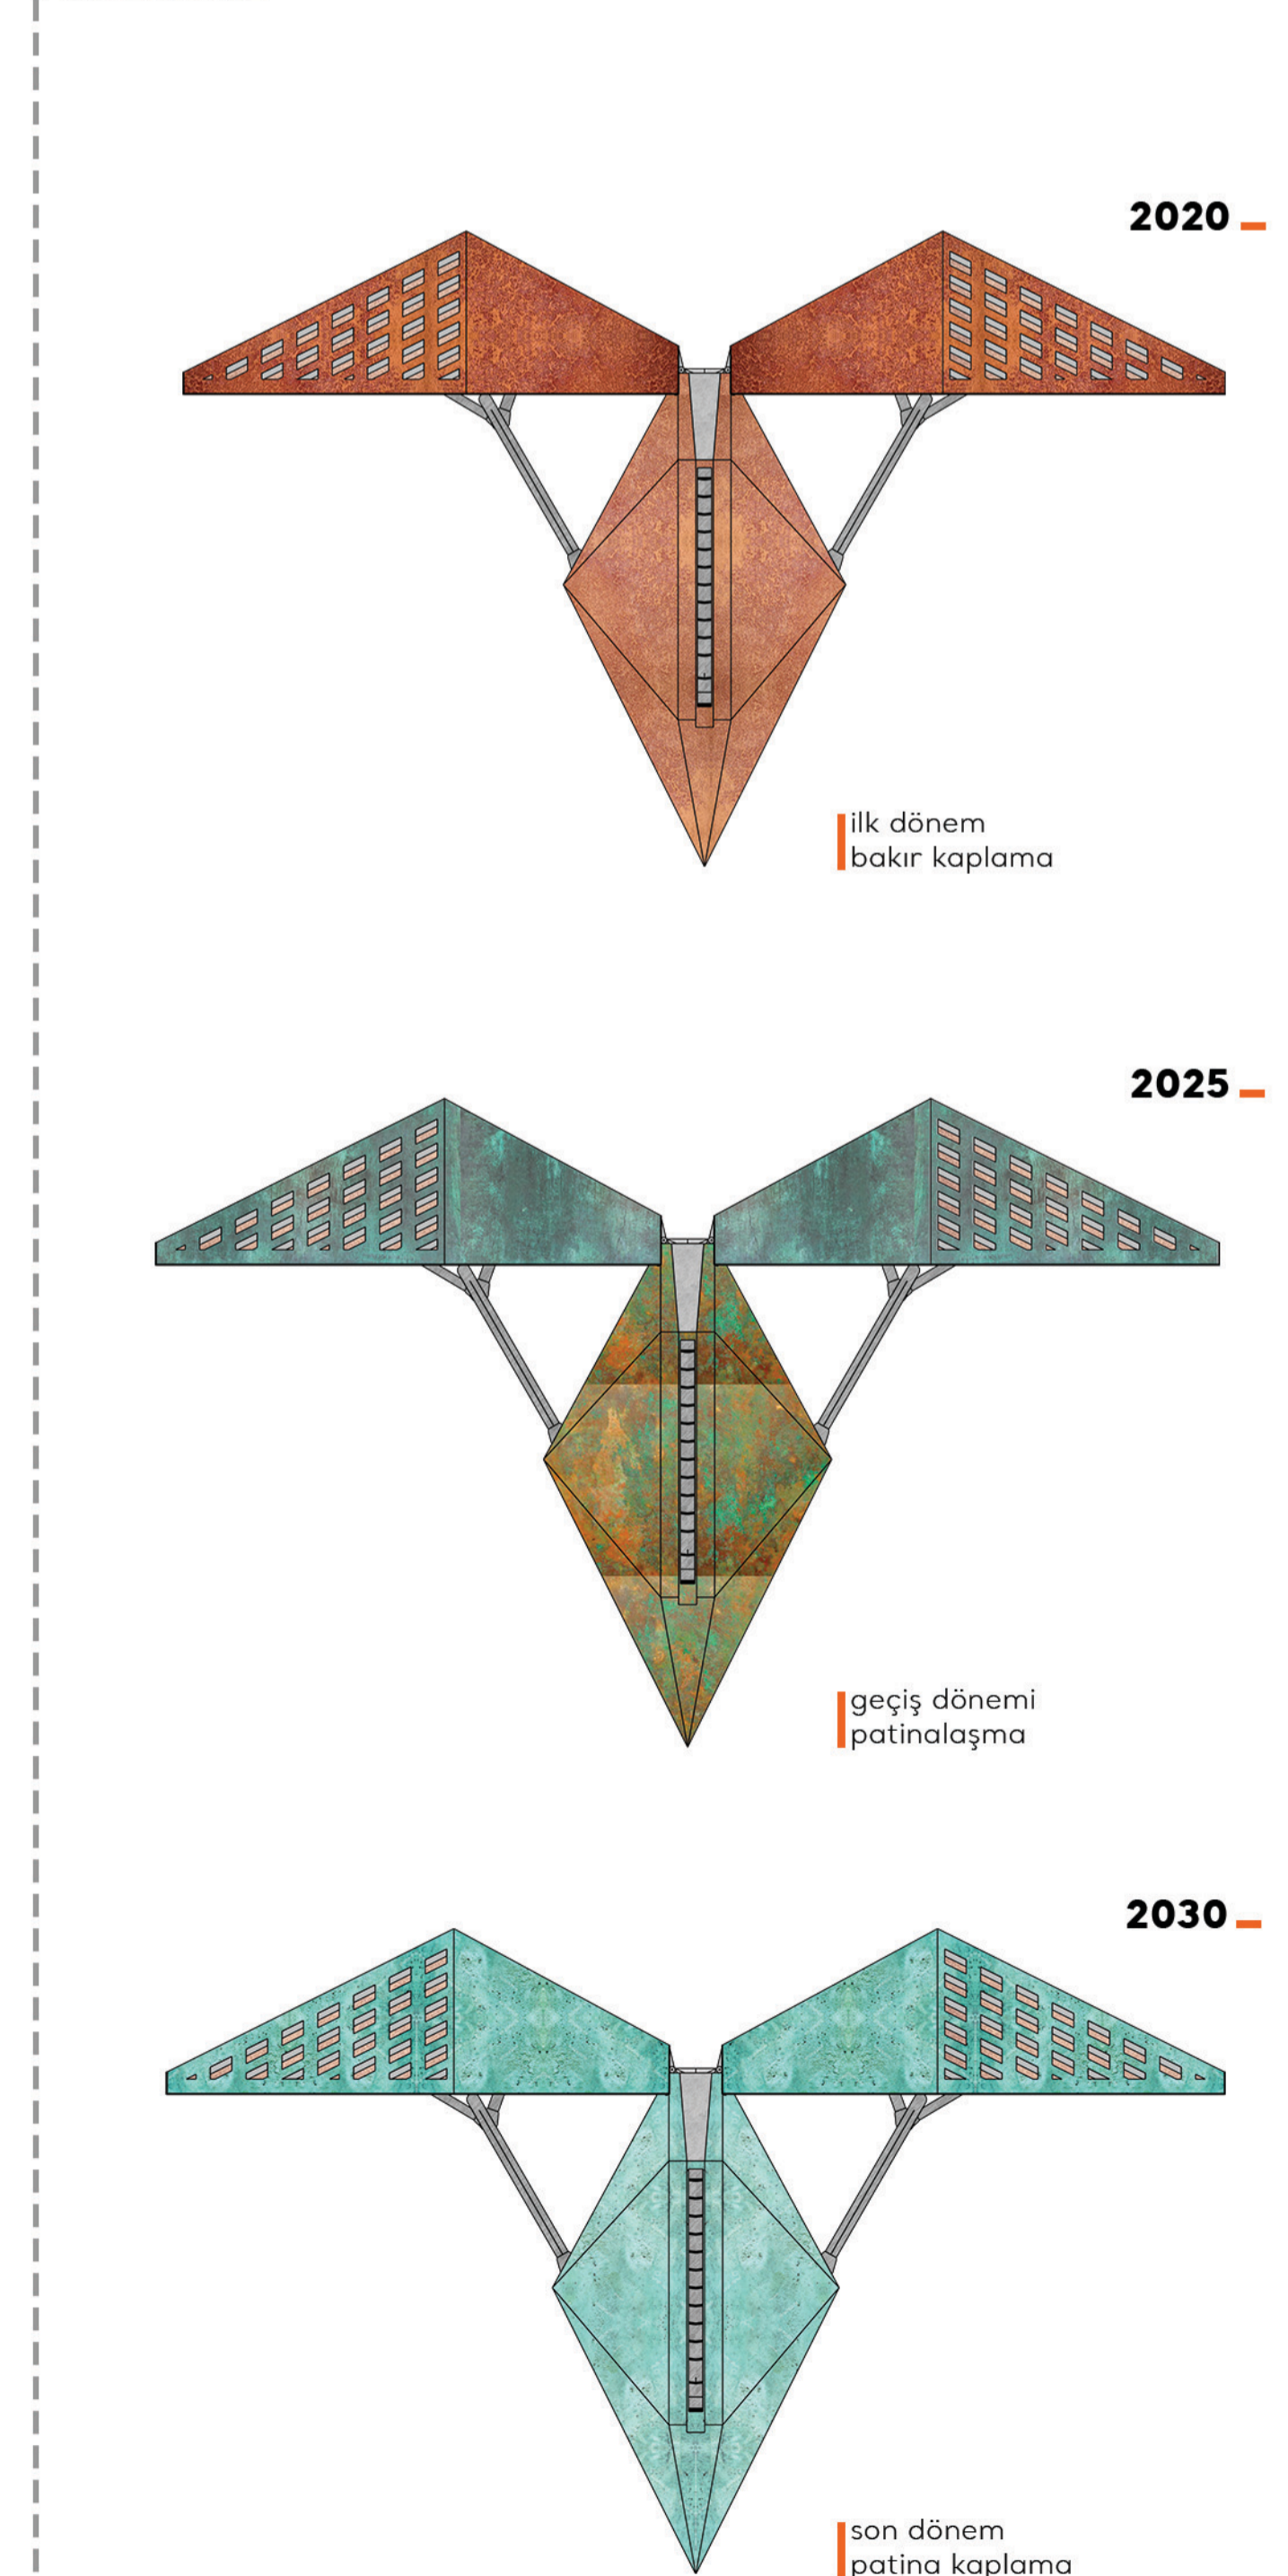 2020
ilk dönem
bakır kaplama
2025
geçiş dönemi
patinalaşma
2030
son dönem
patina kaplama